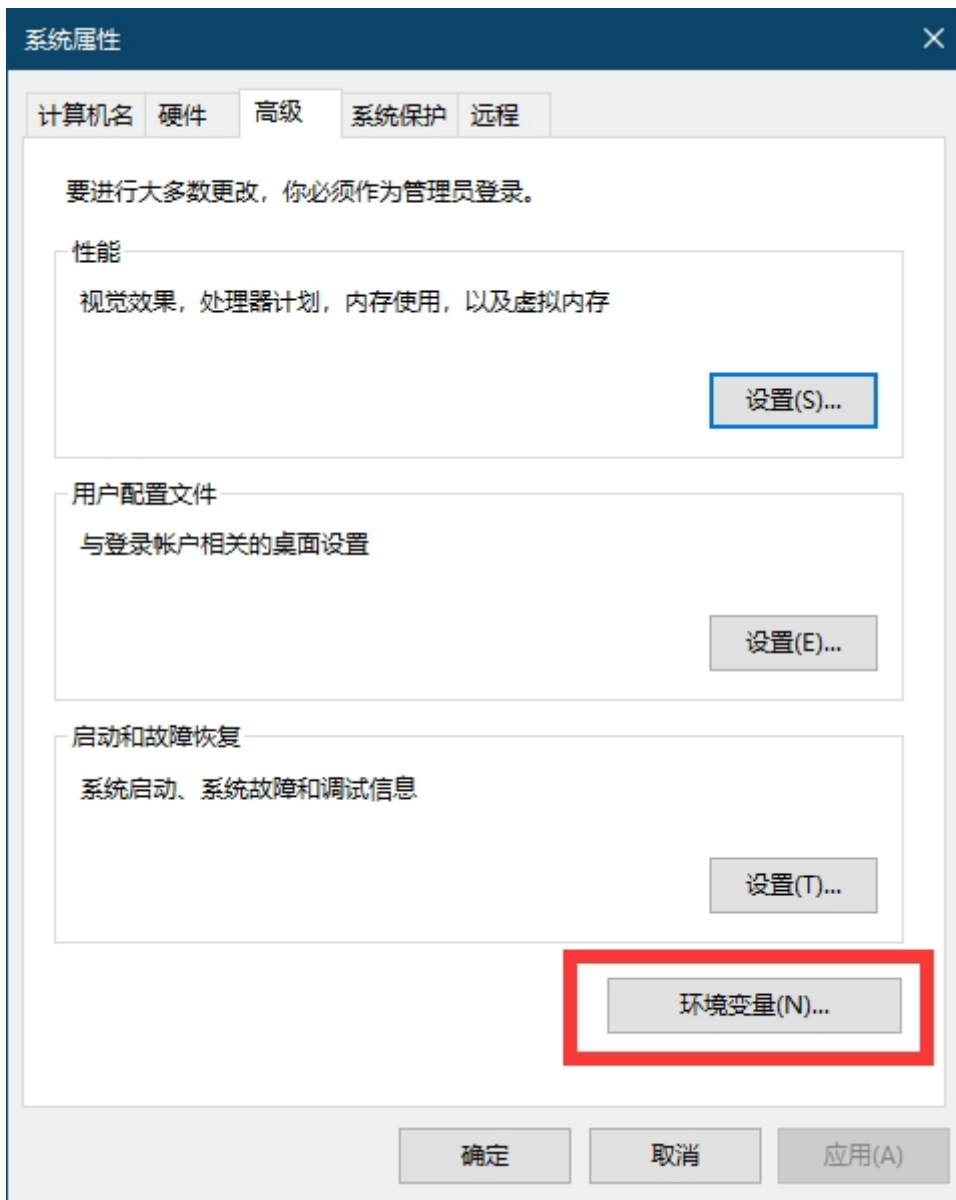 系统属性
计算机名 硬件 高级 系统保护 远程
要进行大多数更改，你必须作为管理员登录。
性能
视觉效果，处理器计划，内存使用，以及虚拟内存
设置(S)...
用户配置文件
与登录帐户相关的桌面设置
设置(E)...
启动和故障恢复
系统启动、系统故障和调试信息
设置(T)...
环境变量(N)...
确定 取消 应用(A)